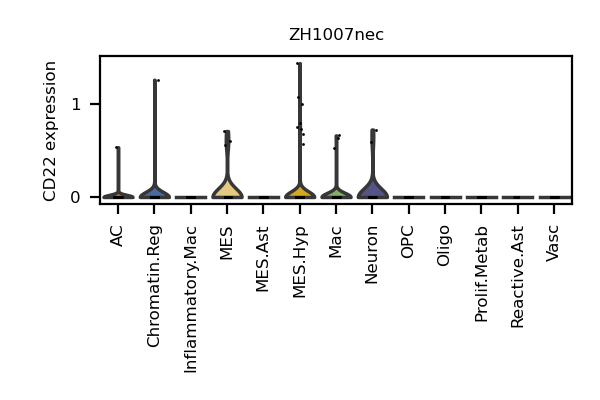 ZH1007nec
CD22 expression
1
0
AC
Chromatin.Reg
Inflammatory.Mac
MES
MES.Ast
MES.Hyp
Mac
Neuron
OPC
Oligo
Prolif.Metab
Reactive.Ast
Vasc